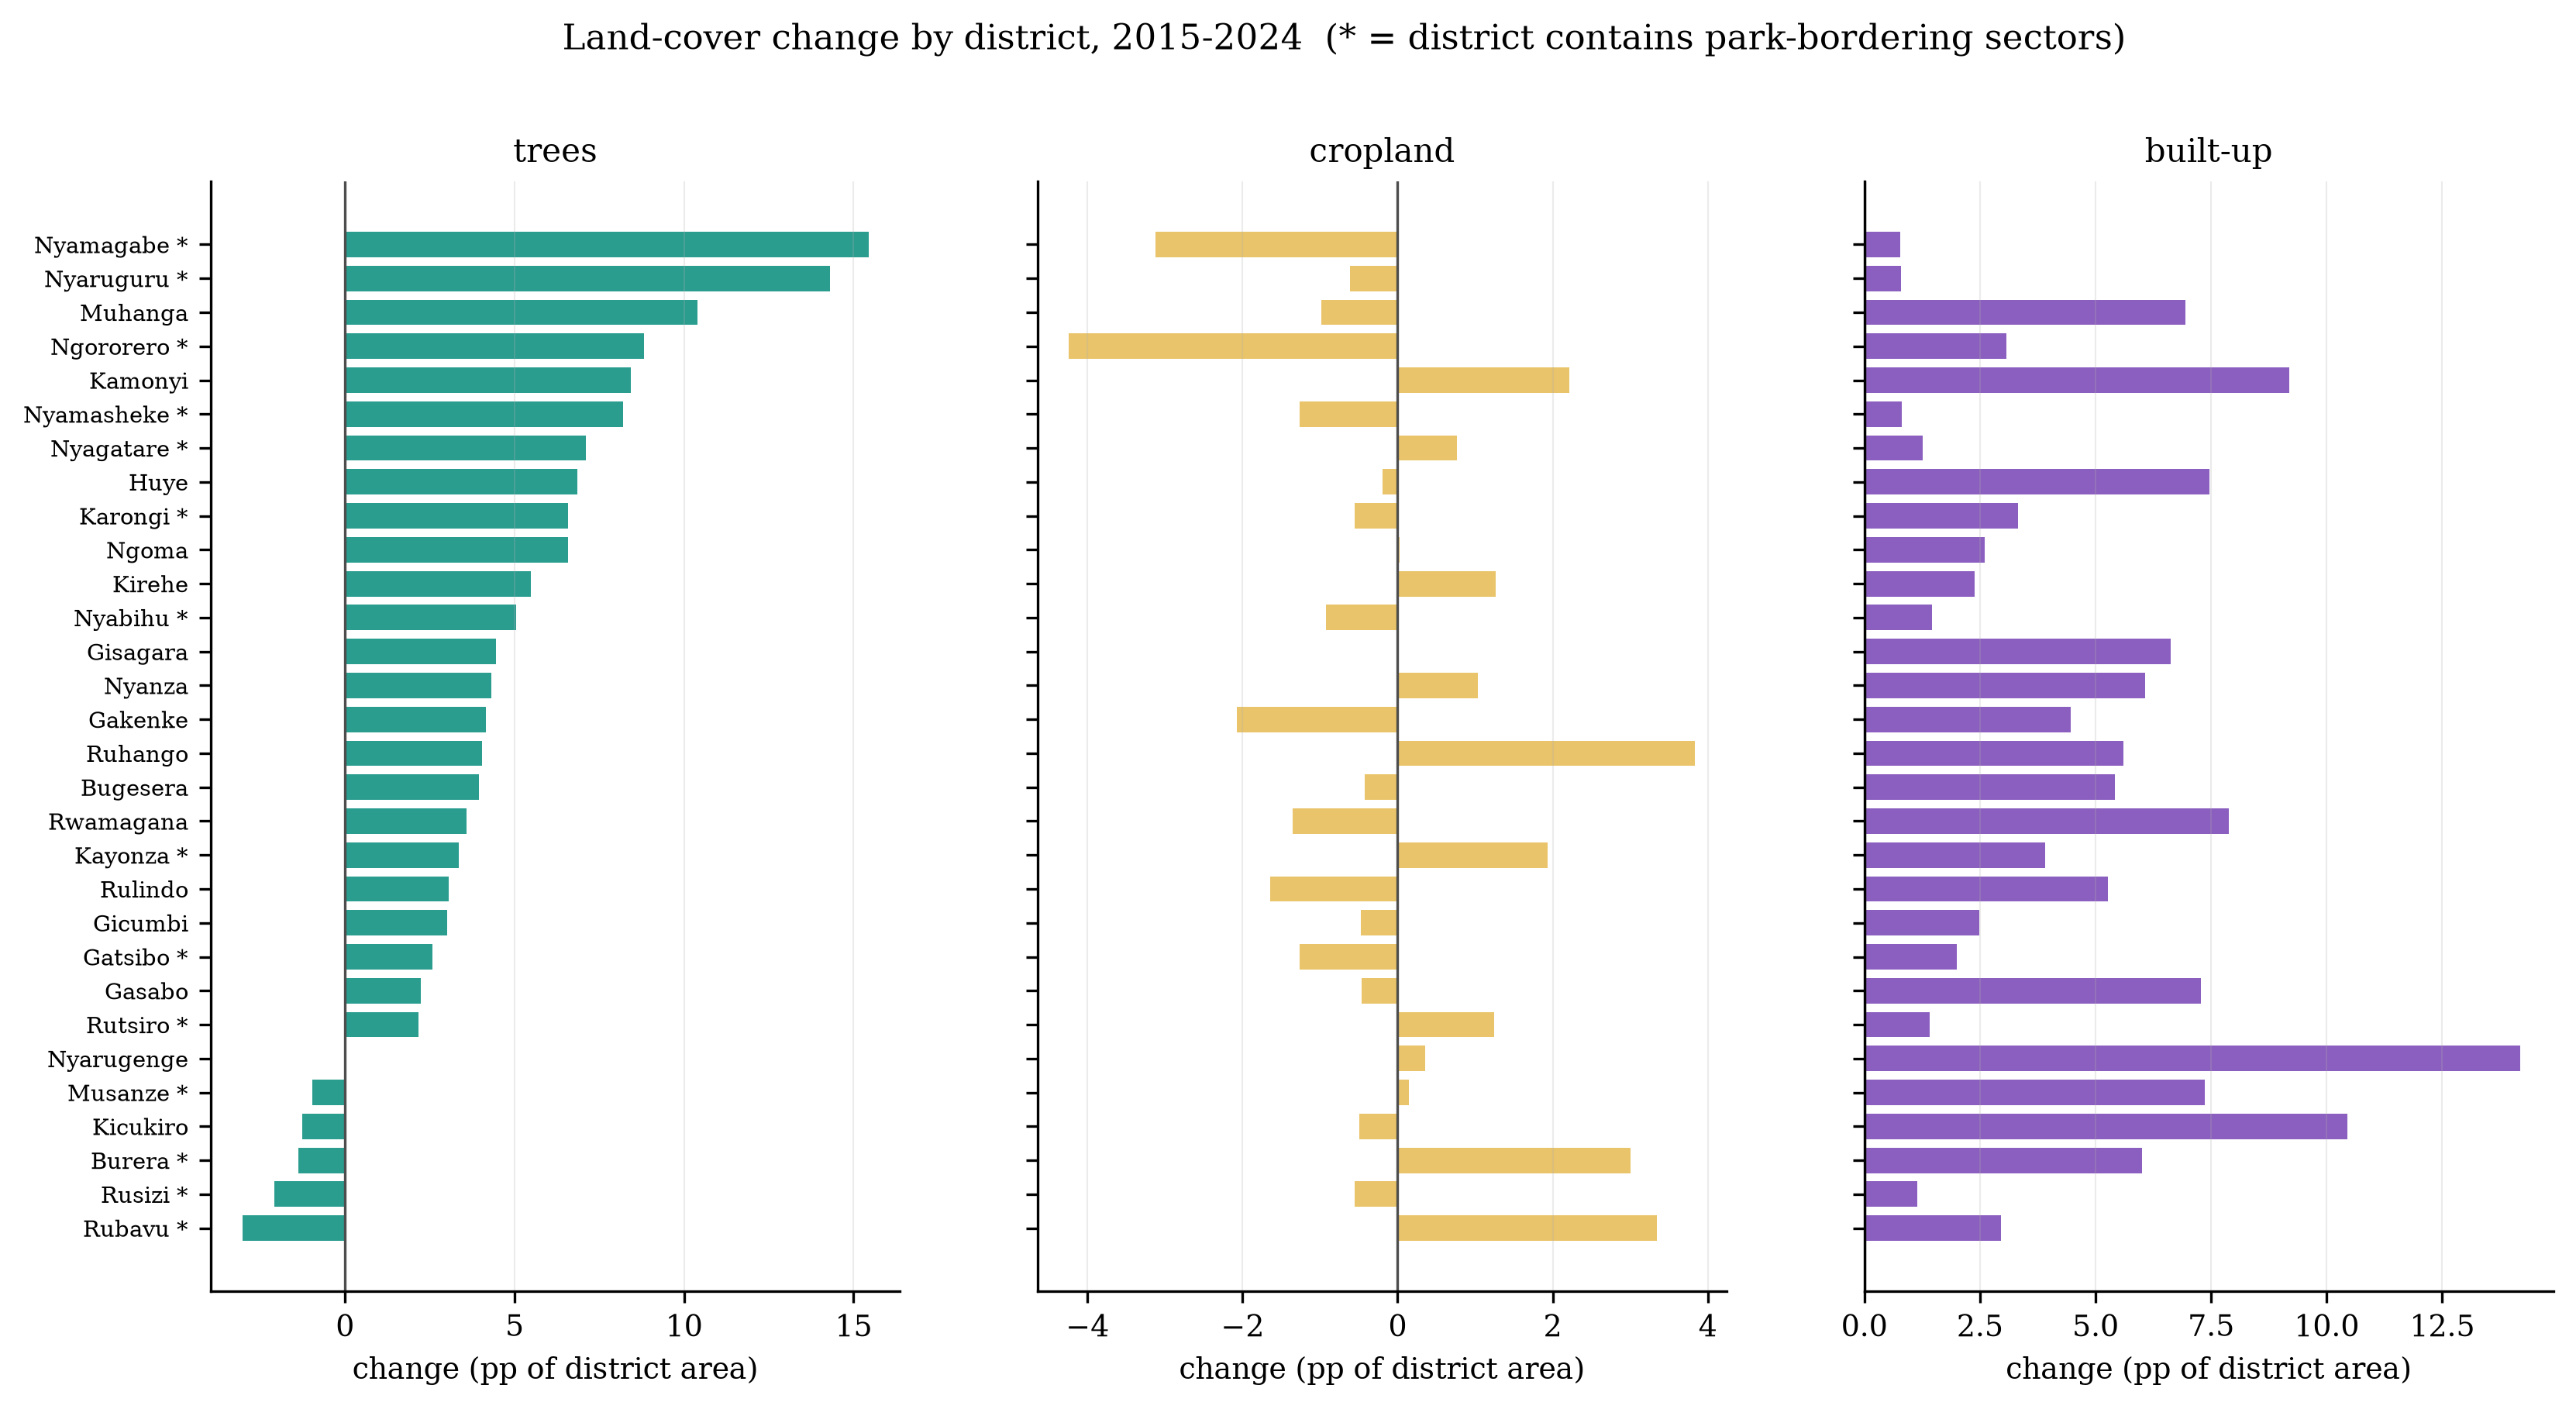 Land-cover change by district, 2015-2024  (* = district contains park-bordering sectors)
trees
cropland
built-up
Nyamagabe *
Nyaruguru *
Muhanga
Ngororero *
Kamonyi
Nyamasheke *
Nyagatare *
Huye
Karongi *
Ngoma
Kirehe
Nyabihu *
Gisagara
Nyanza
Gakenke
Ruhango
Bugesera
Rwamagana
Kayonza *
Rulindo
Gicumbi
Gatsibo *
Gasabo
Rutsiro *
Nyarugenge
Musanze *
Kicukiro
Burera *
Rusizi *
Rubavu *
0 5 10 15
−4 −2 0 2 4
0.0 2.5 5.0 7.5 10.0 12.5
change (pp of district area)
change (pp of district area)
change (pp of district area)